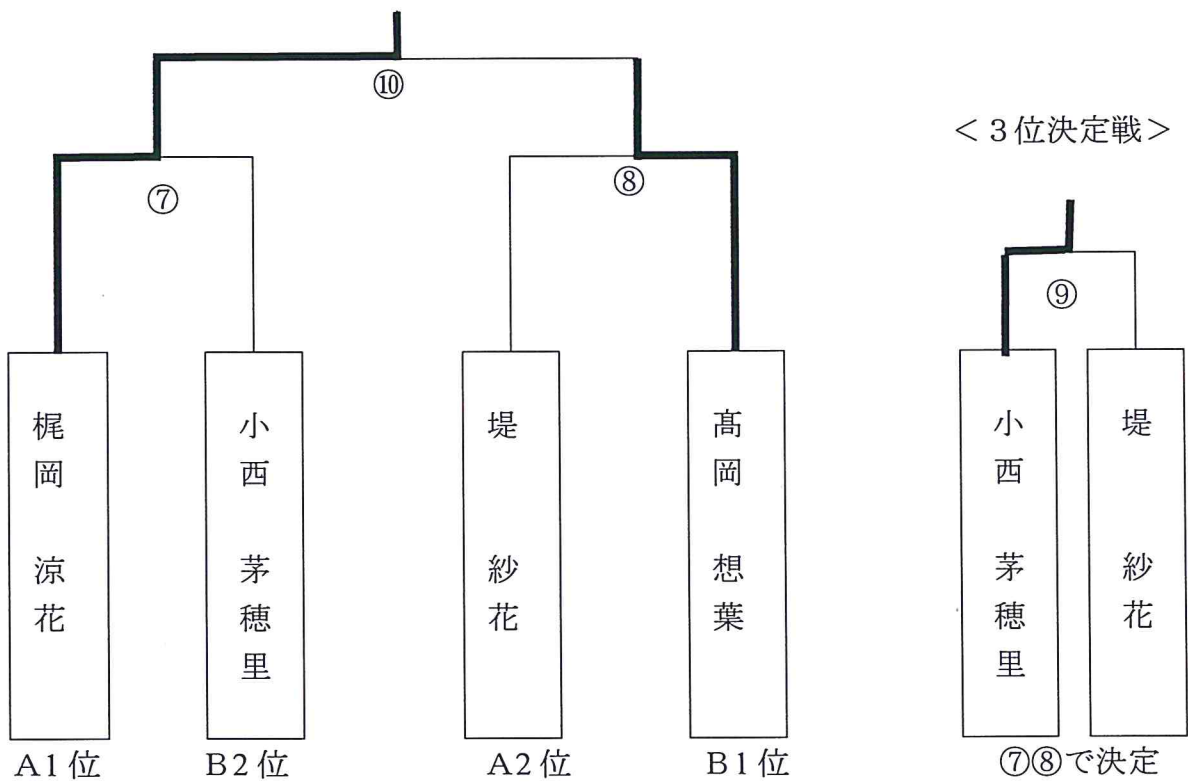 ⑩
<3位決定戦>
⑦
⑧
⑨
梶岡 涼花
小西 茅穂里
堤 紗花
髙岡 想葉
小西 茅穂里
堤 紗花
A1位
B2位
A2位
B1位
⑦⑧で決定